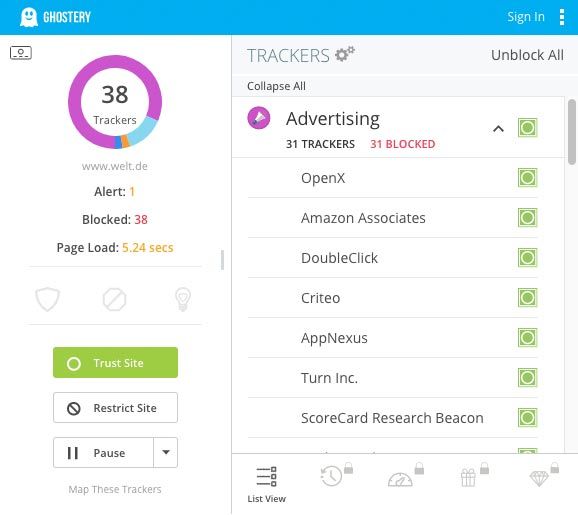 GHOSTERY
Sign In
38
Trackers
www.welt.de
Alert: 1
Blocked: 38
Page Load: 5.24 secs
Trust Site
Restrict Site
Pause
Map These Trackers
TRACKERS
Unblock All
Collapse All
Advertising
31 TRACKERS 31 BLOCKED
OpenX
Amazon Associates
DoubleClick
Criteo
AppNexus
Turn Inc.
ScoreCard Research Beacon
List View